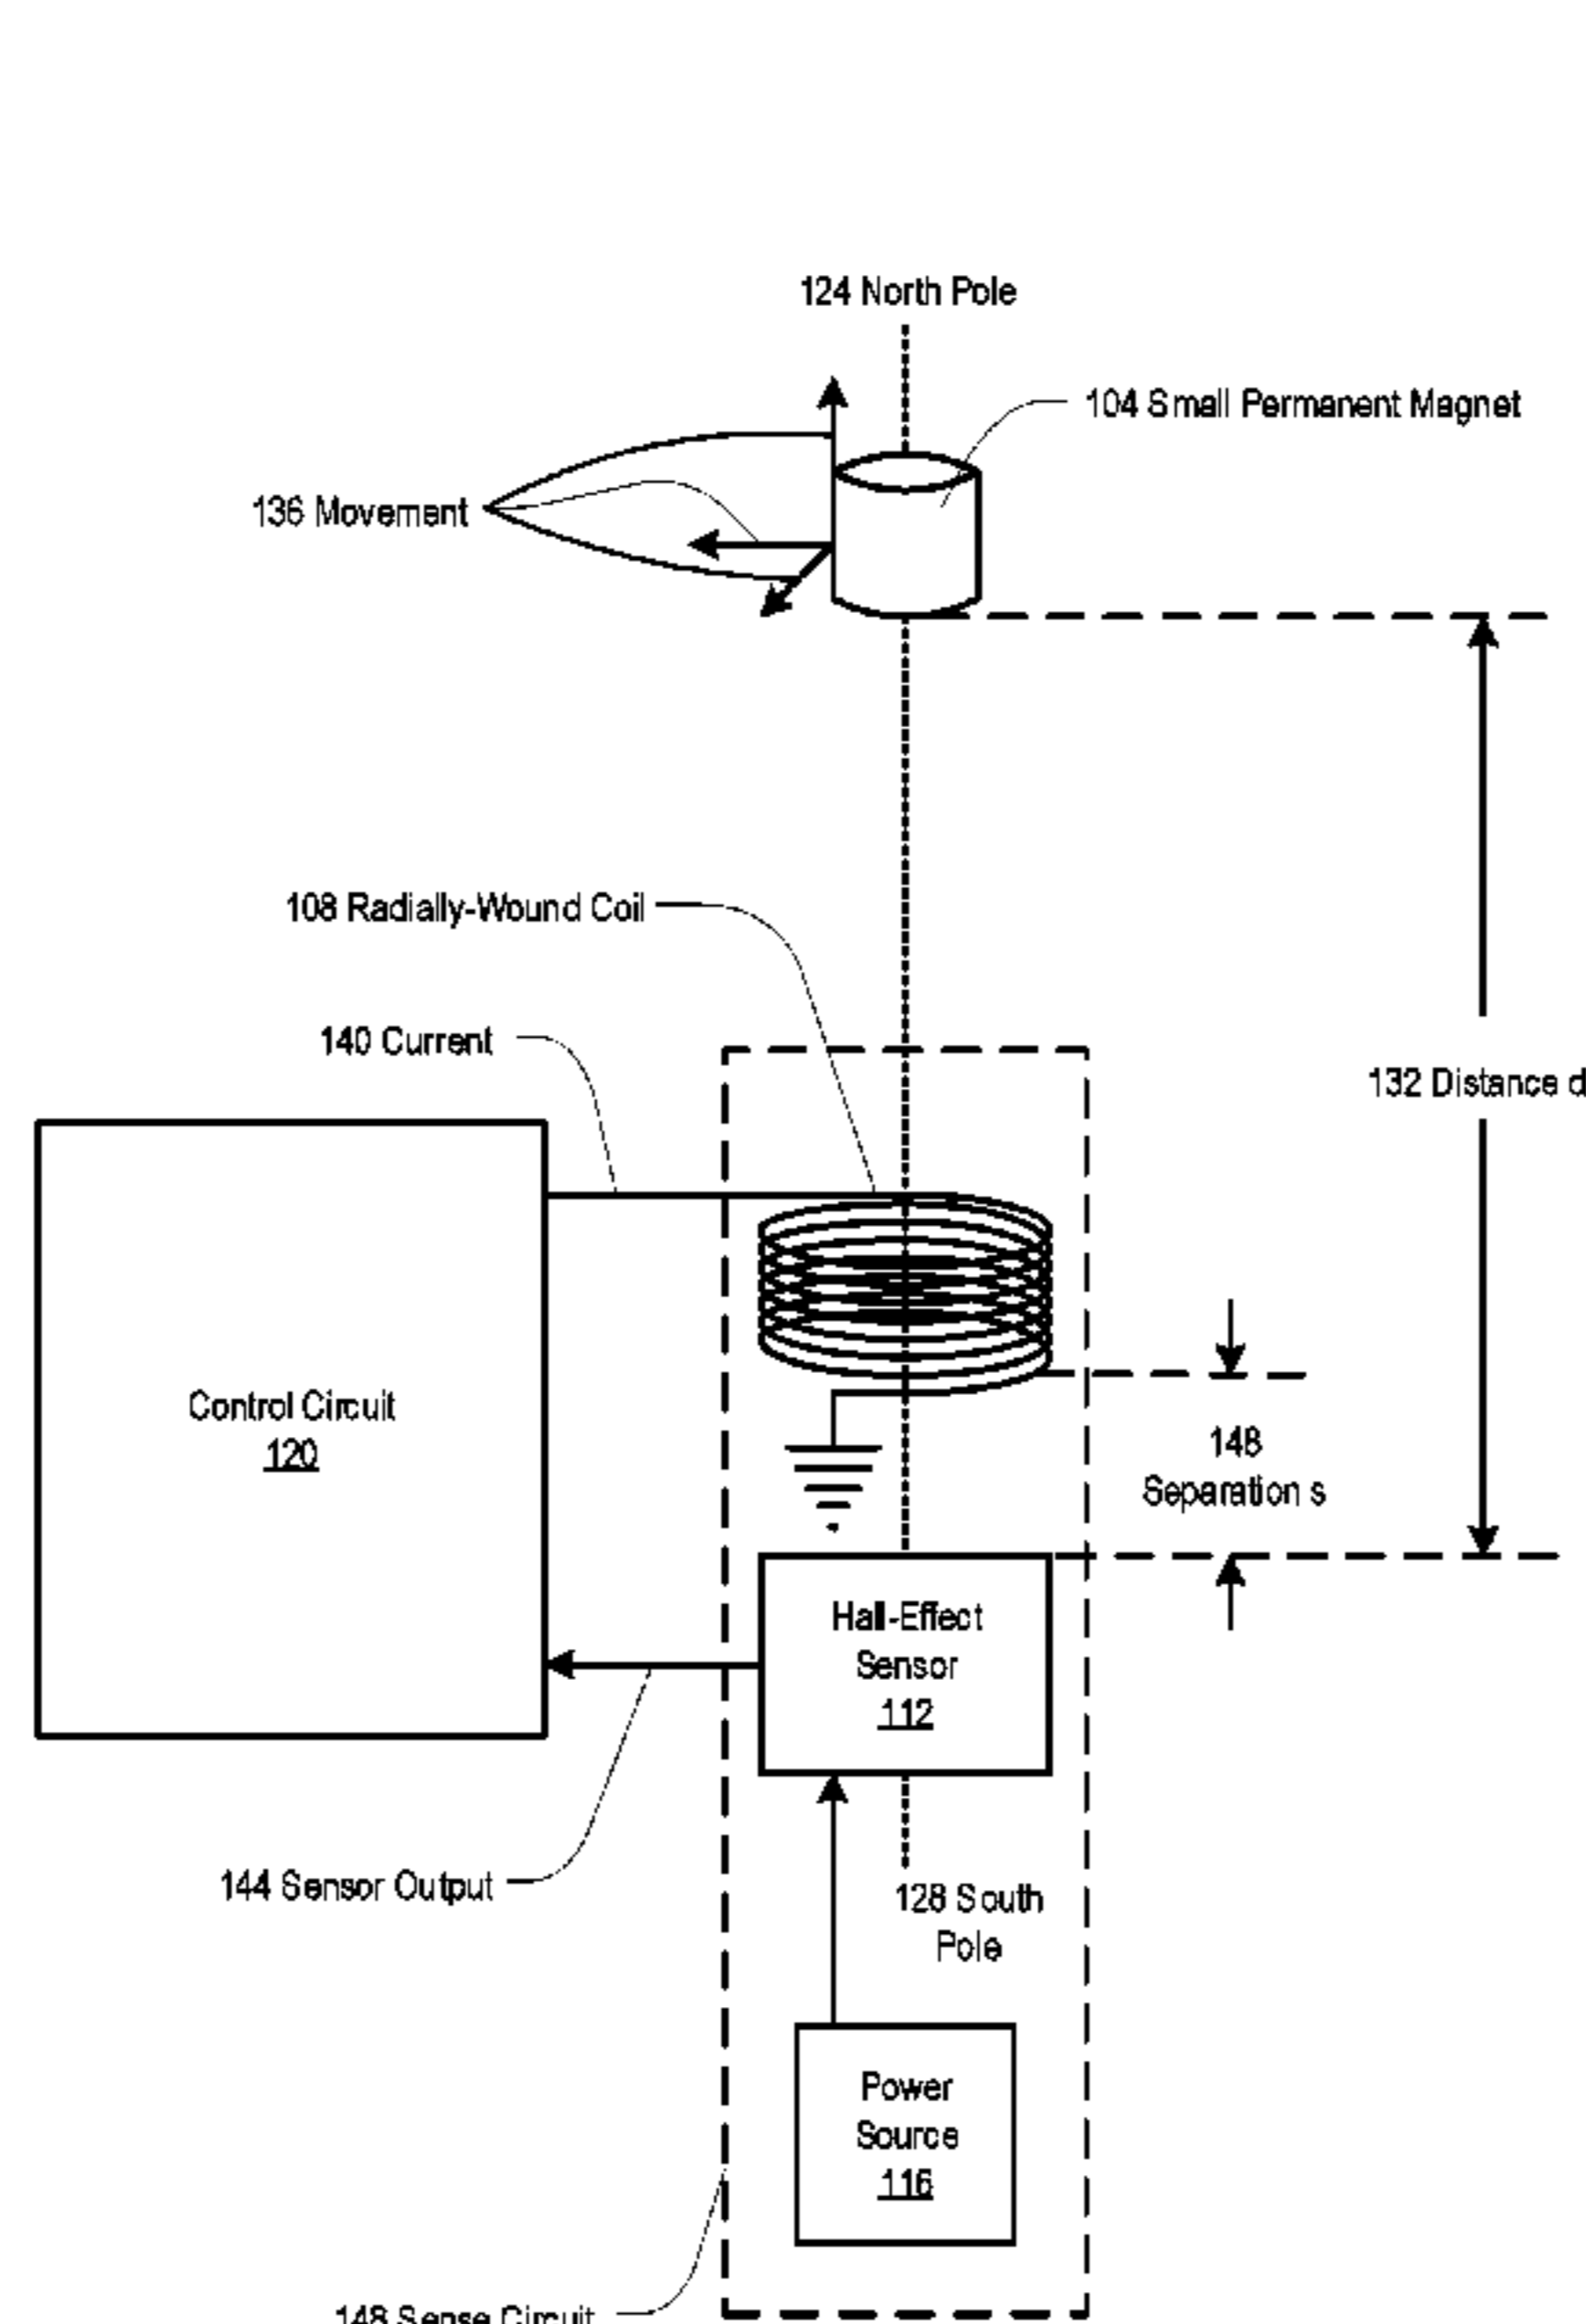 124 North Pole
104 Small Permanent Magnet
136 Movement
108 Radially-Wound Coil
140 Current
132 Distance d
Control Circuit
120
148
Separation s
Hall-Effect
Sensor
112
144 Sensor Output
128 South
Pole
Power
Source
116
148 Sense Circuit